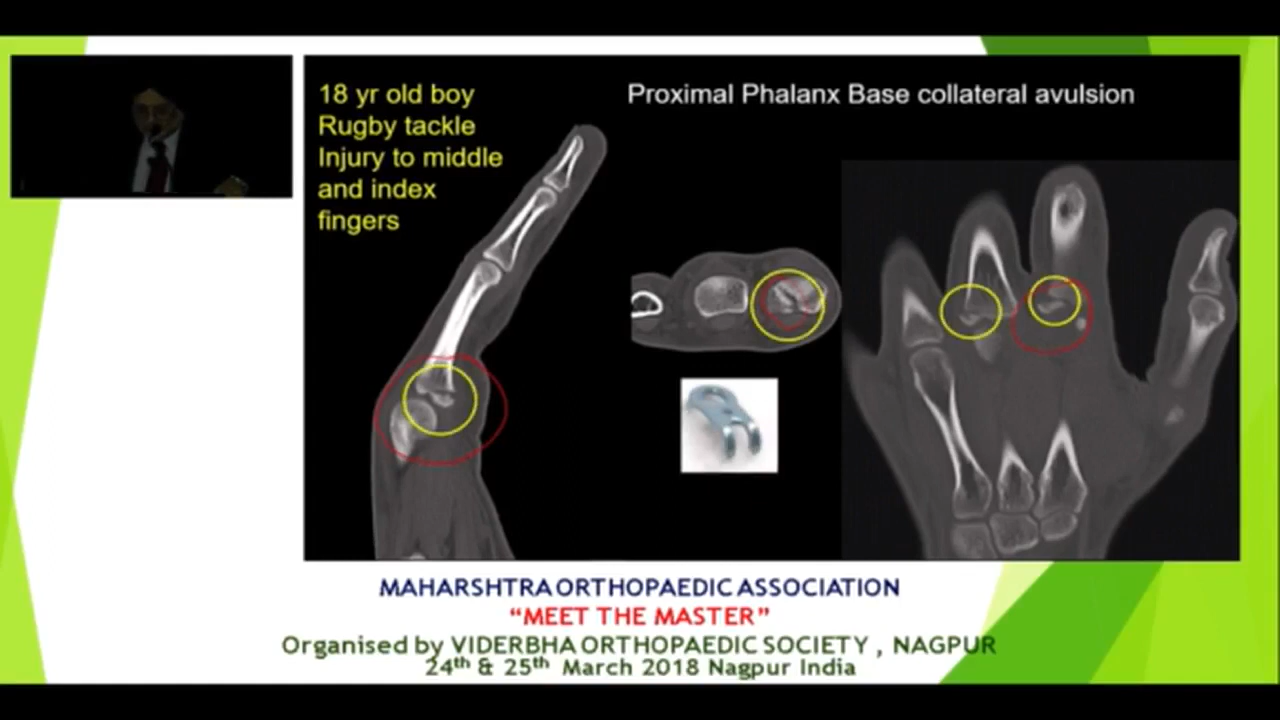 18 yr old boy
Rugby tackle
Injury to middle
and index
fingers
Proximal Phalanx Base collateral avulsion
MAHARSHTRA ORTHOPAEDIC ASSOCIATION
“MEET THE MASTER”
Organised by VIDERBHA ORTHOPAEDIC SOCIETY , NAGPUR
24th & 25th March 2018 Nagpur India